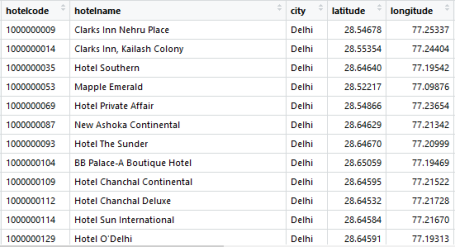 hotelcode hotelname city latitude longitude
1000000009 Clarks Inn Nehru Place Delhi 28.54678 77.25337
1000000014 Clarks Inn, Kailash Colony Delhi 28.55354 77.24404
1000000035 Hotel Southern Delhi 28.64640 77.19542
1000000053 Mapple Emerald Delhi 28.52217 77.09876
1000000069 Hotel Private Affair Delhi 28.54866 77.23654
1000000087 New Ashoka Continental Delhi 28.64629 77.21342
1000000093 Hotel The Sunder Delhi 28.64670 77.20999
1000000104 BB Palace-A Boutique Hotel Delhi 28.65059 77.19469
1000000109 Hotel Chanchal Continental Delhi 28.64595 77.21522
1000000112 Hotel Chanchal Deluxe Delhi 28.64532 77.21728
1000000114 Hotel Sun International Delhi 28.64584 77.21670
1000000129 Hotel O'Delhi Delhi 28.64591 77.19313